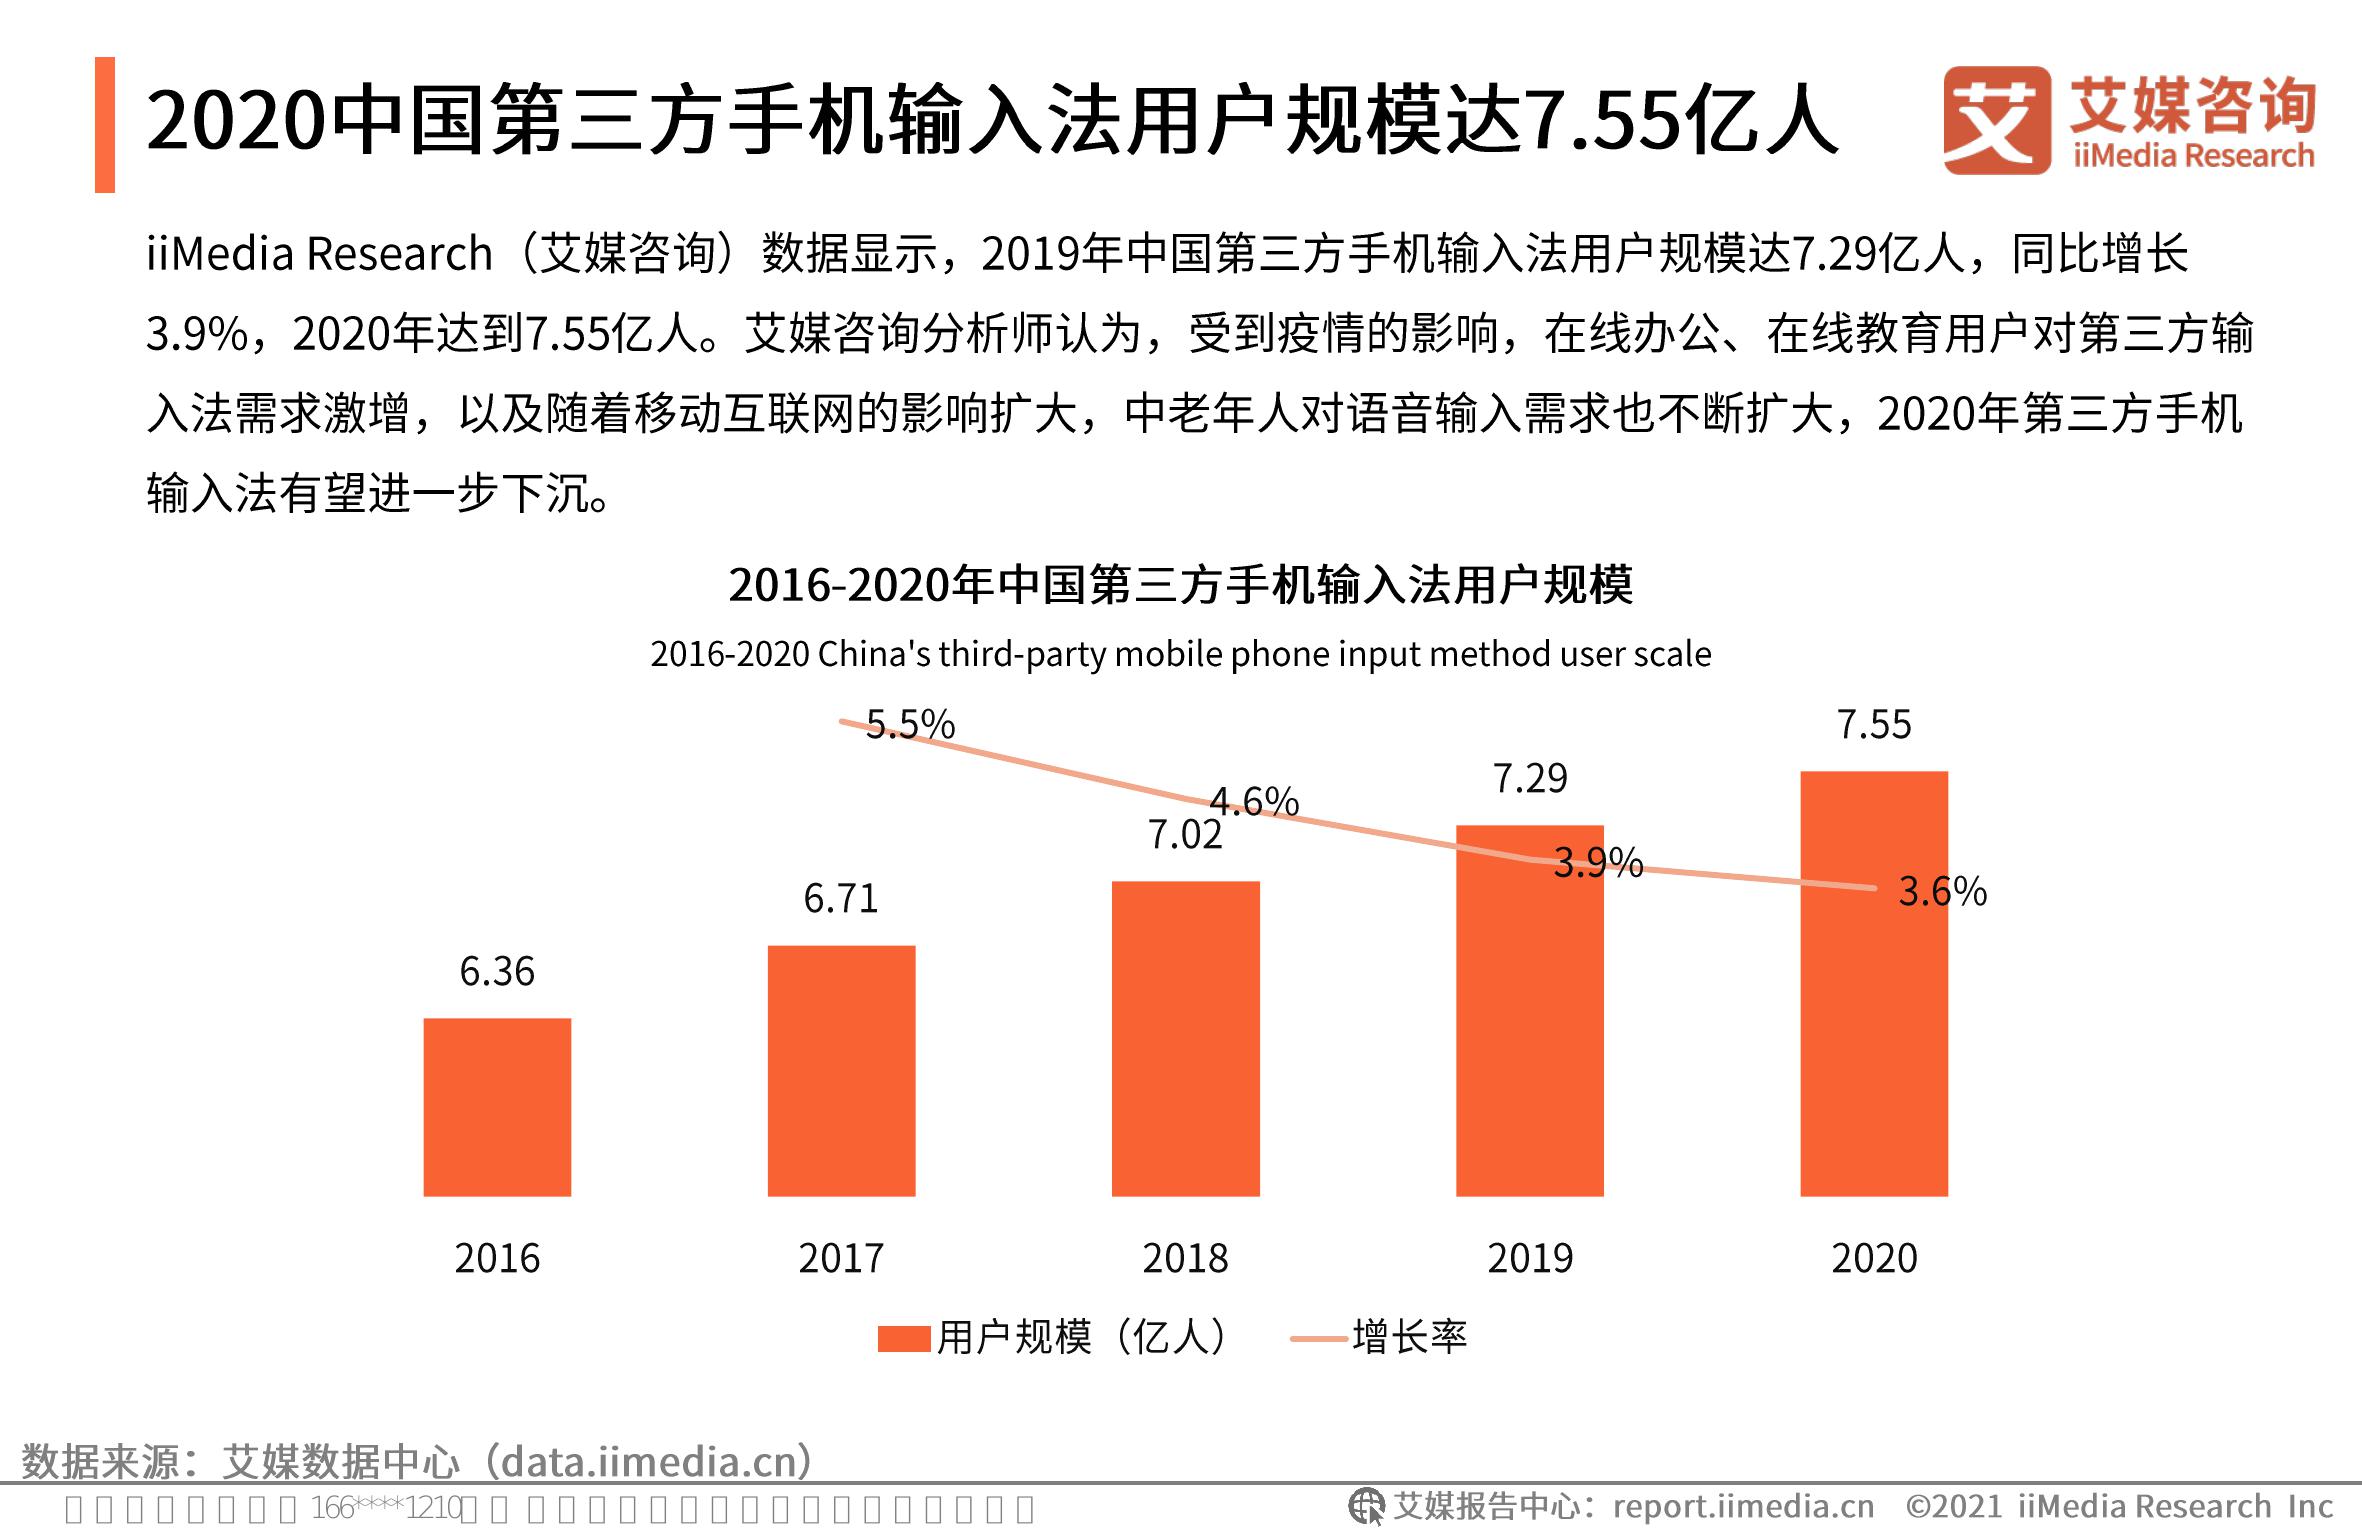 2020中国第三方手机输入法用户规模达7.55亿人
艾 艾媒咨询
iiMedia Research
iiMedia Research（艾媒咨询）数据显示，2019年中国第三方手机输入法用户规模达7.29亿人，同比增长
3.9%，2020年达到7.55亿人。艾媒咨询分析师认为，受到疫情的影响，在线办公、在线教育用户对第三方输
入法需求激增，以及随着移动互联网的影响扩大，中老年人对语音输入需求也不断扩大，2020年第三方手机
输入法有望进一步下沉。
2016-2020年中国第三方手机输入法用户规模
2016-2020 China's third-party mobile phone input method user scale
5.5%
4.6%
3.9%
3.6%
6.36
6.71
7.02
7.29
7.55
2016 2017 2018 2019 2020
用户规模（亿人） 增长率
数据来源：艾媒数据中心（data.iimedia.cn）
166****1210
艾媒报告中心：report.iimedia.cn ©2021 iiMedia Research Inc